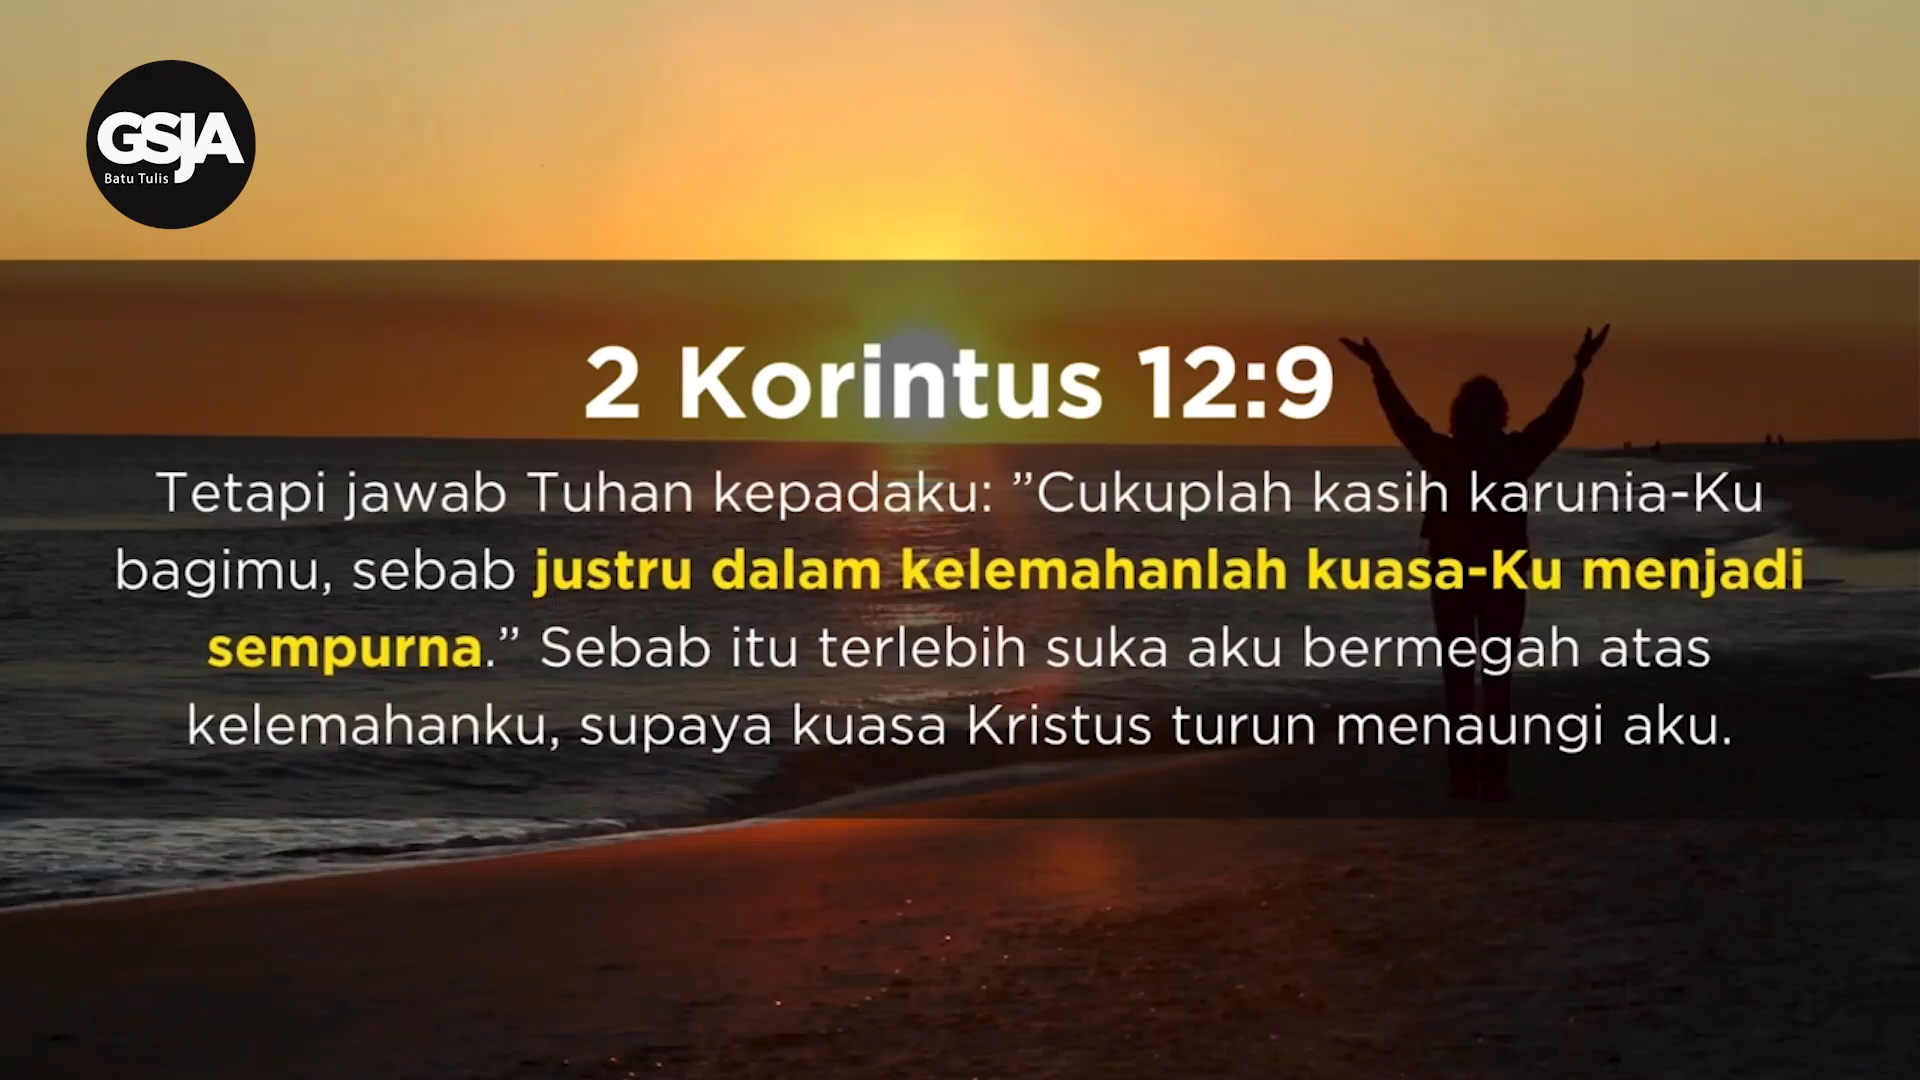 GSJA
Batu Tulis
2 Korintus 12:9
Tetapi jawab Tuhan kepadaku: ”Cukuplah kasih karunia-Ku
bagimu, sebab justru dalam kelemahanlah kuasa-Ku menjadi
sempurna.” Sebab itu terlebih suka aku bermegah atas
kelemahanku, supaya kuasa Kristus turun menaungi aku.